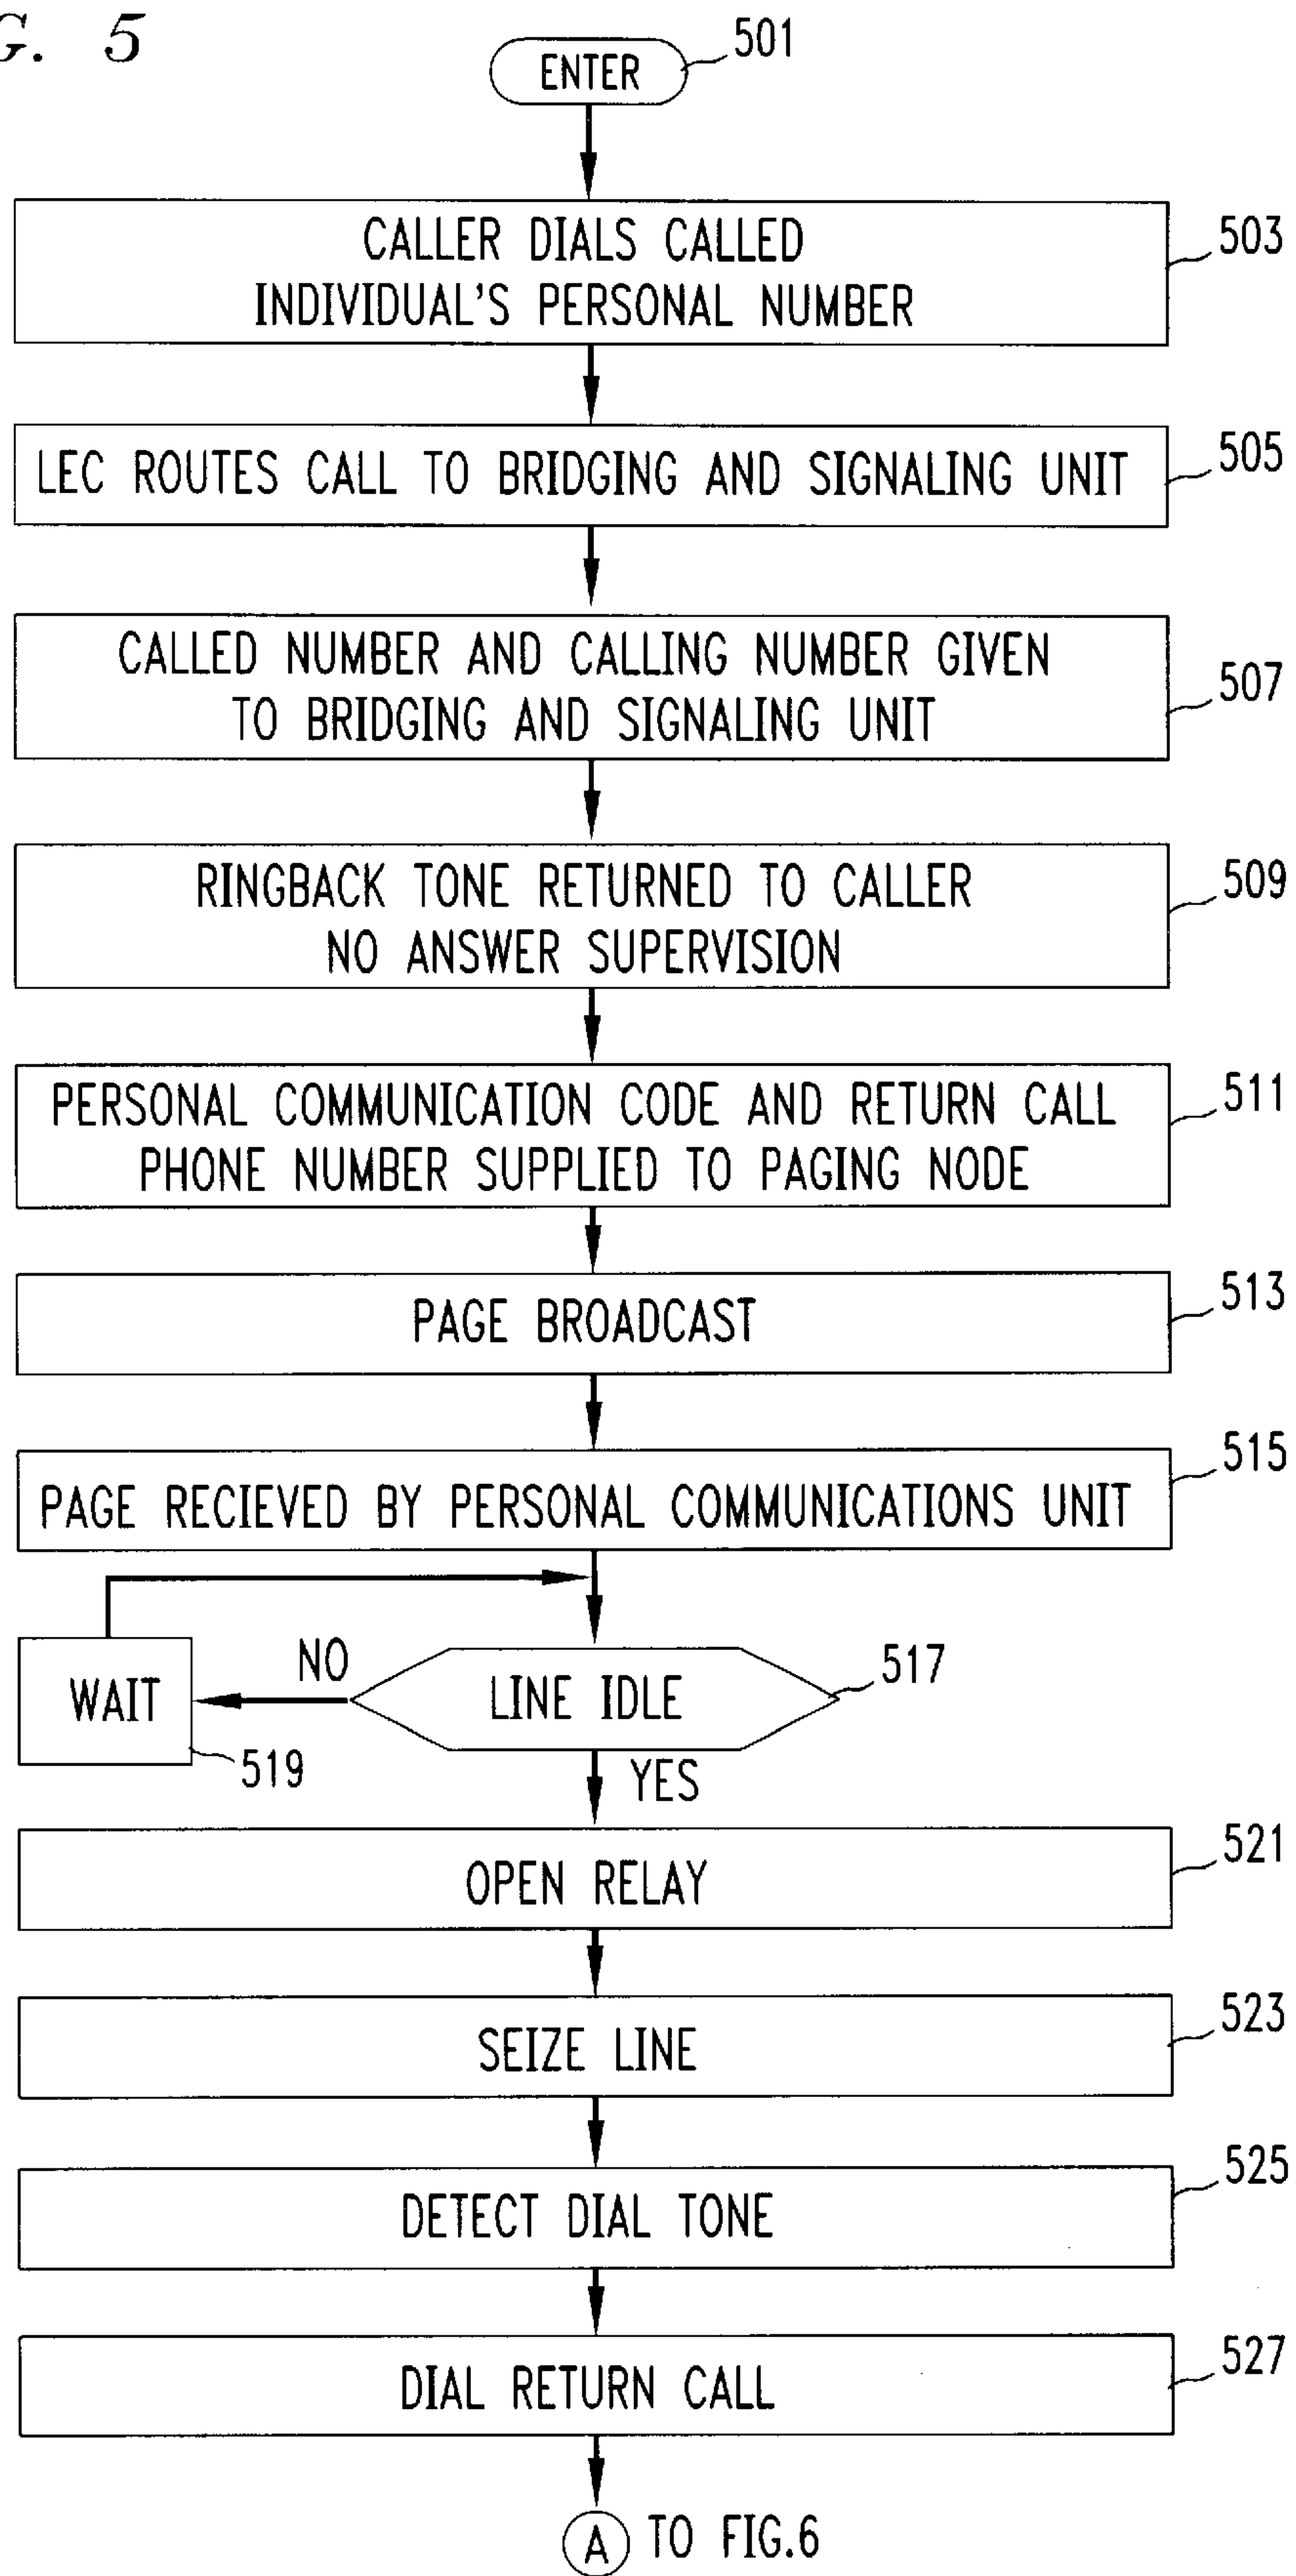 G. 5
ENTER
501
CALLER DIALS CALLED
INDIVIDUAL'S PERSONAL NUMBER
503
LEC ROUTES CALL TO BRIDGING AND SIGNALING UNIT
505
CALLED NUMBER AND CALLING NUMBER GIVEN
TO BRIDGING AND SIGNALING UNIT
507
RINGBACK TONE RETURNED TO CALLER
NO ANSWER SUPERVISION
509
PERSONAL COMMUNICATION CODE AND RETURN CALL
PHONE NUMBER SUPPLIED TO PAGING NODE
511
PAGE BROADCAST
513
PAGE RECIEVED BY PERSONAL COMMUNICATIONS UNIT
515
LINE IDLE
517
NO
WAIT
519
YES
OPEN RELAY
521
SEIZE LINE
523
DETECT DIAL TONE
525
DIAL RETURN CALL
527
A TO FIG.6